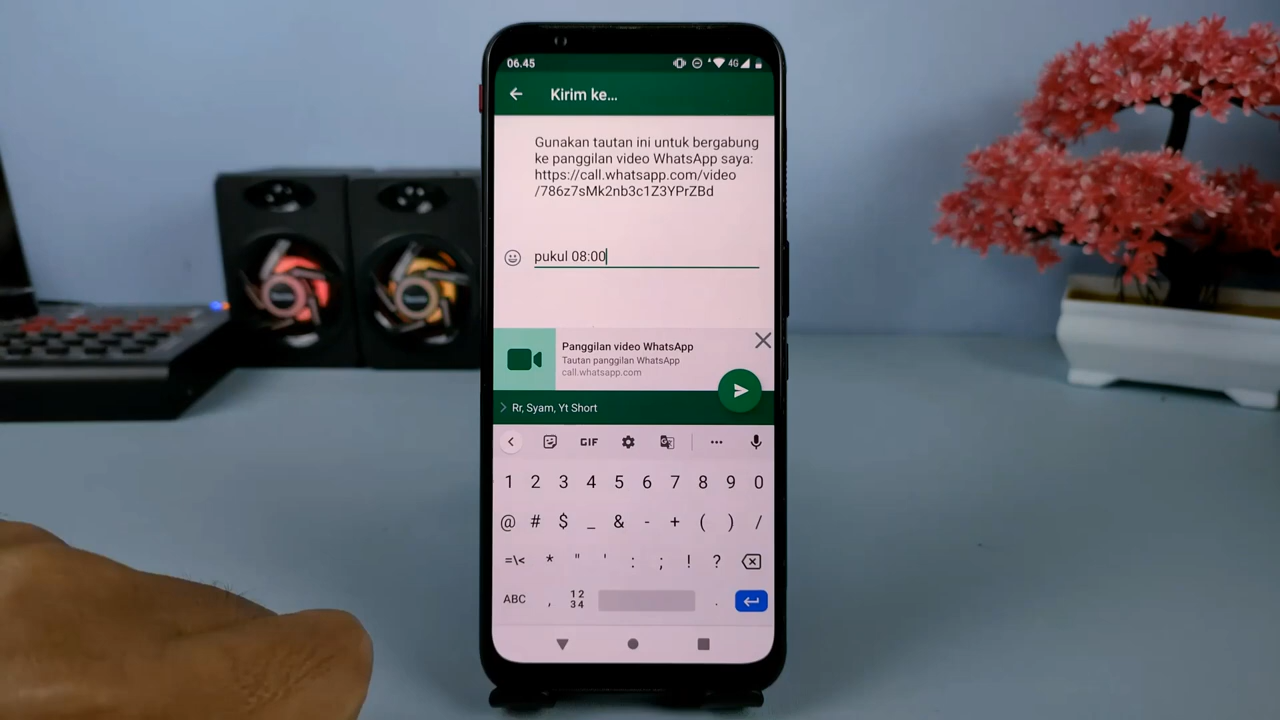 06.45
4G
Kirim ke...
Gunakan tautan ini untuk bergabung
ke panggilan video WhatsApp saya:
https://call.whatsapp.com/video
/786z7sMk2nb3c1Z3YPrZBd
pukul 08:00
Panggilan video WhatsApp
Tautan panggilan WhatsApp
call.whatsapp.com
Rr, Syam, Yt Short
GIF
1 2 3 4 5 6 7 8 9 0
@ # $ _ & - + ( ) /
=\< * " ' : ; ! ?
ABC , 12 34 .